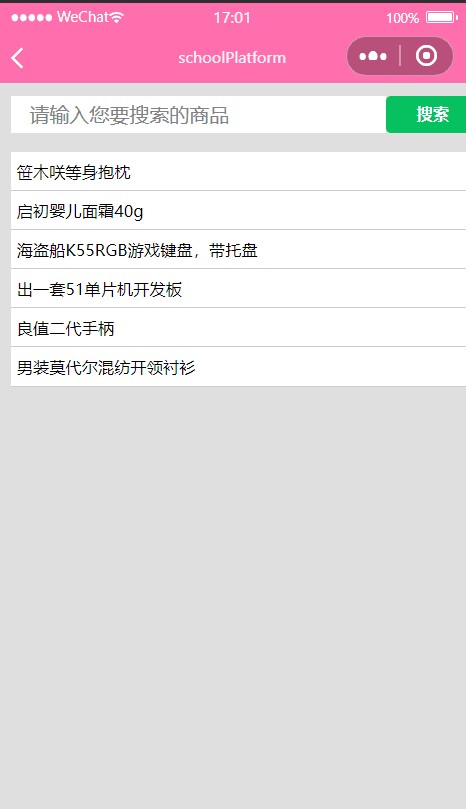 WeChat 17:01 100%
schoolPlatform
请输入您要搜索的商品 搜索
笹木咲等身抱枕
启初婴儿面霜40g
海盗船K55RGB游戏键盘，带托盘
出一套51单片机开发板
良值二代手柄
男装莫代尔混纺开领衬衫